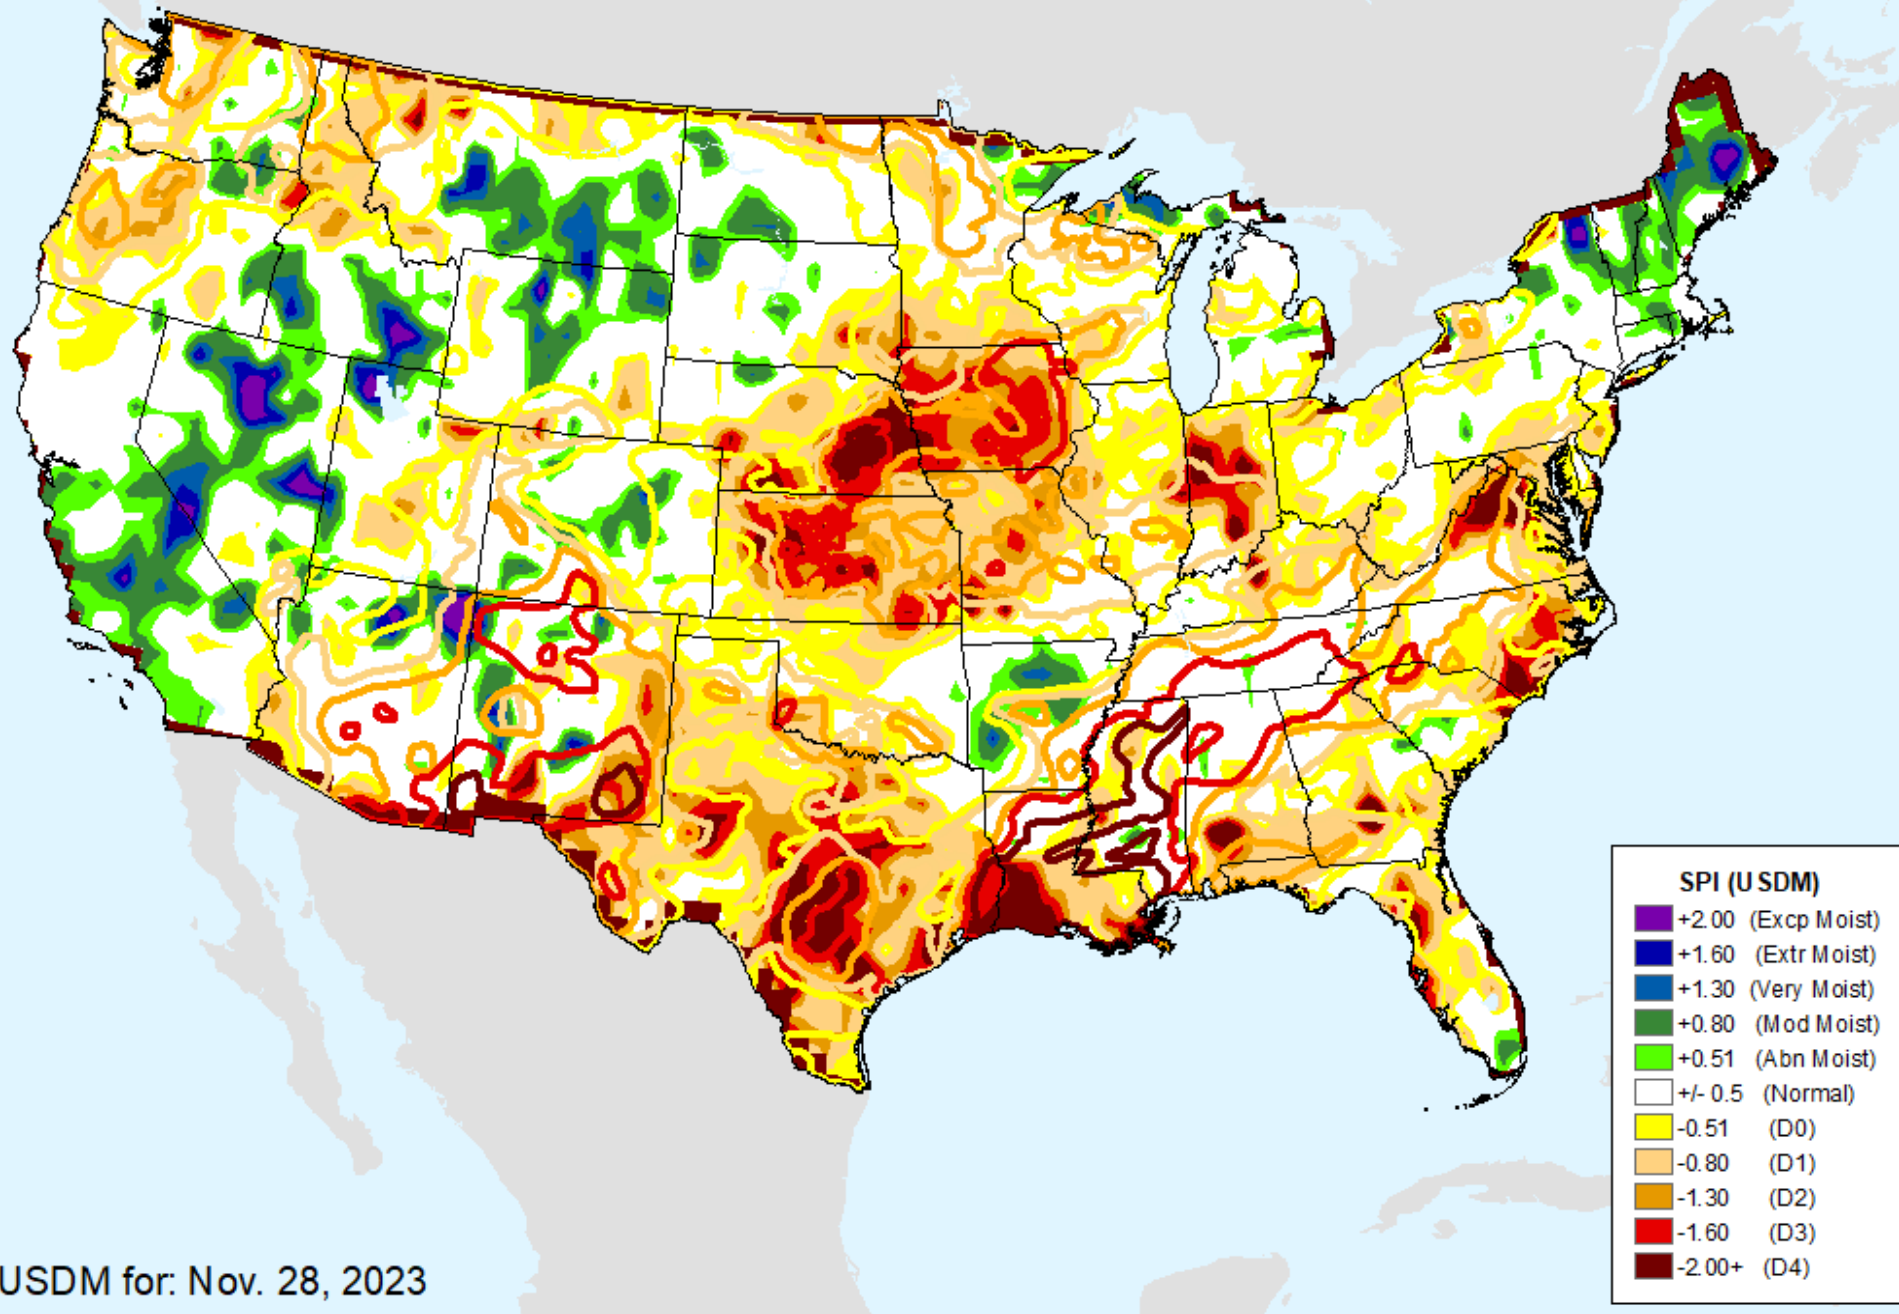 SPI (USDM)
+2.00 (Excp Moist)
+1.60 (Extr Moist)
+1.30 (Very Moist)
+0.80 (Mod Moist)
+0.51 (Abn Moist)
+/- 0.5 (Normal)
-0.51 (D0)
-0.80 (D1)
-1.30 (D2)
-1.60 (D3)
-2.00+ (D4)
USDM for: Nov. 28, 2023